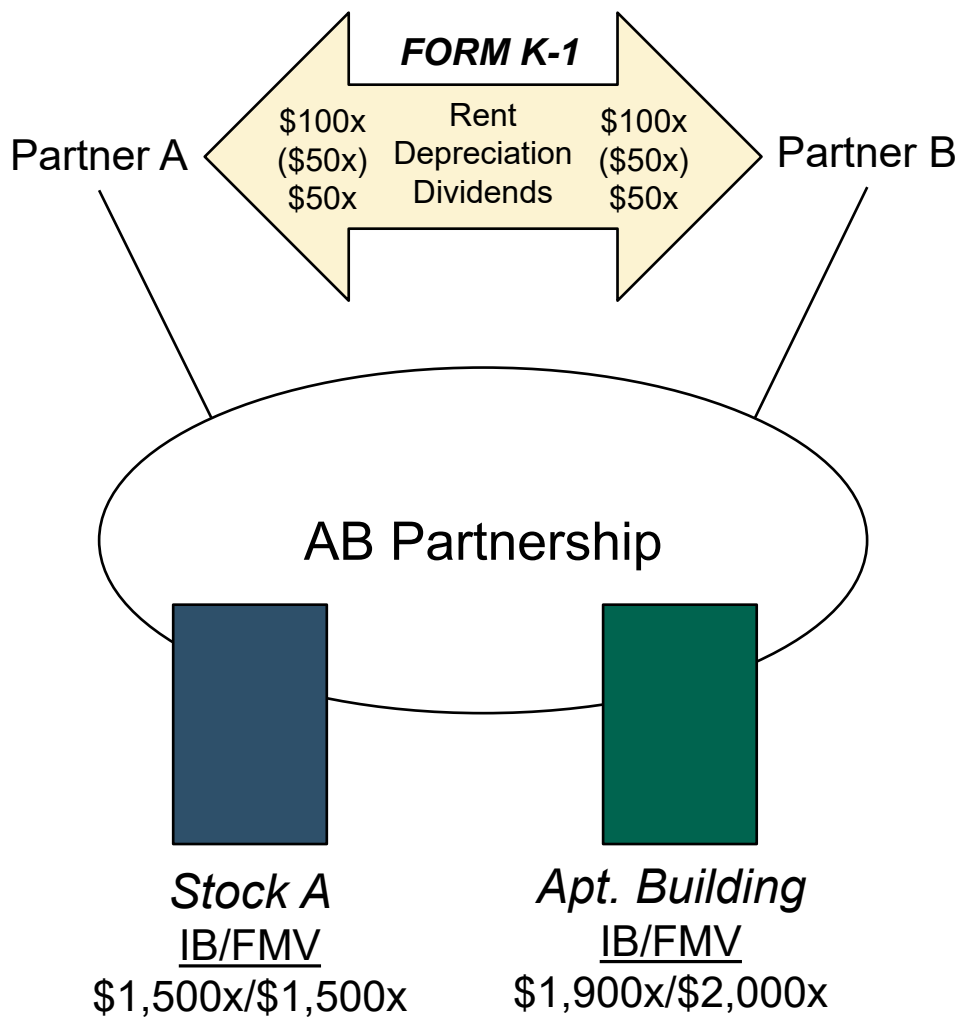 FORM K-1
Partner A
$100x
($50x)
$50x
Rent
Depreciation
Dividends
$100x
($50x)
$50x
Partner B
AB Partnership
Stock A
IB/FMV
$1,500x/$1,500x
Apt. Building
IB/FMV
$1,900x/$2,000x